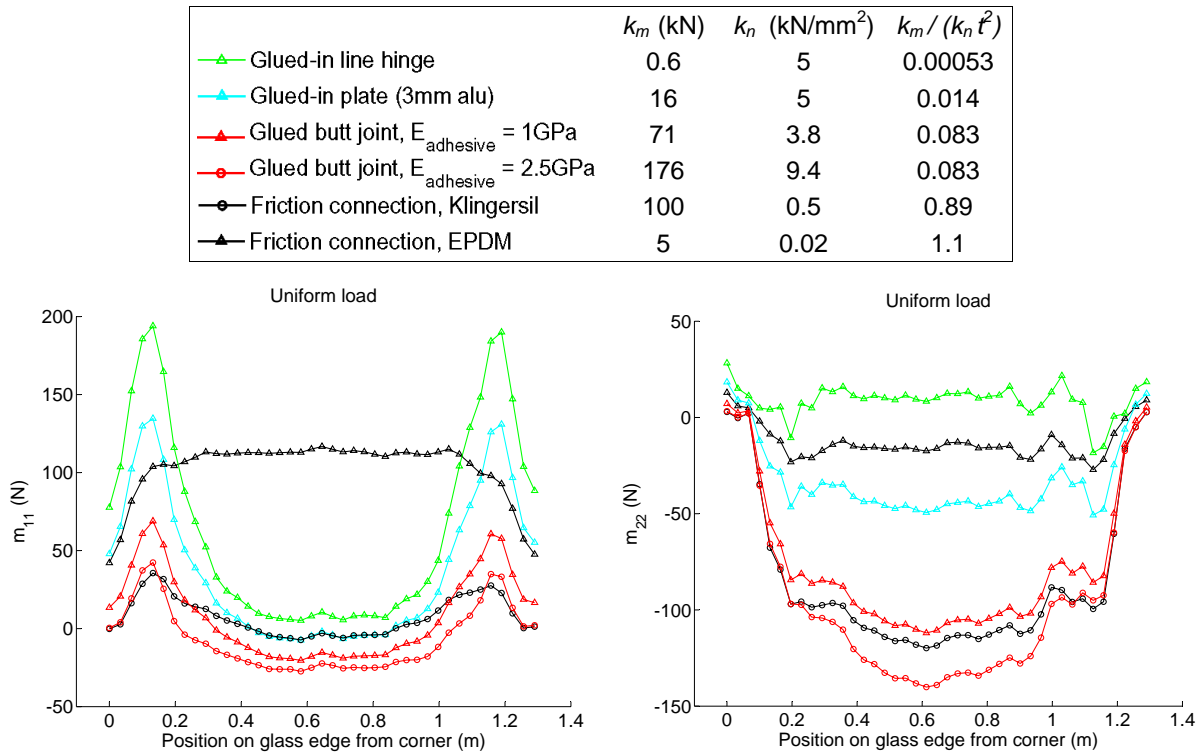 kₘ (kN) kₙ (kN/mm²) kₘ / (kₙ t²)
Glued-in line hinge 0.6 5 0.00053
Glued-in plate (3mm alu) 16 5 0.014
Glued butt joint, E_adhesive = 1GPa 71 3.8 0.083
Glued butt joint, E_adhesive = 2.5GPa 176 9.4 0.083
Friction connection, Klingersil 100 0.5 0.89
Friction connection, EPDM 5 0.02 1.1
Uniform load
200
150
100
50
0
-50
m₁₁ (N)
0 0.2 0.4 0.6 0.8 1 1.2 1.4
Position on glass edge from corner (m)
Uniform load
50
0
-50
-100
-150
m₂₂ (N)
0 0.2 0.4 0.6 0.8 1 1.2 1.4
Position on glass edge from corner (m)